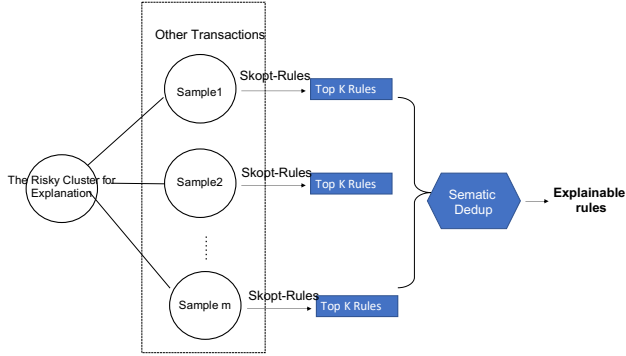 Other Transactions
Skopt-Rules
Sample1
Top K Rules
The Risky Cluster for
Explanation
Skopt-Rules
Sample2
Top K Rules
Sematic
Dedup
Explainable
rules
......
Skopt-Rules
Sample m
Top K Rules